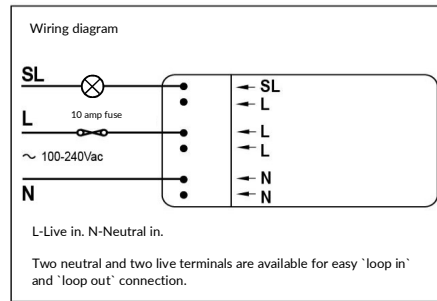 Wiring diagram
SL
SL
L
L
10 amp fuse
L
L
~ 100-240Vac
N
N
N
L-Live in. N-Neutral in.
Two neutral and two live terminals are available for easy `loop in`
and `loop out` connection.